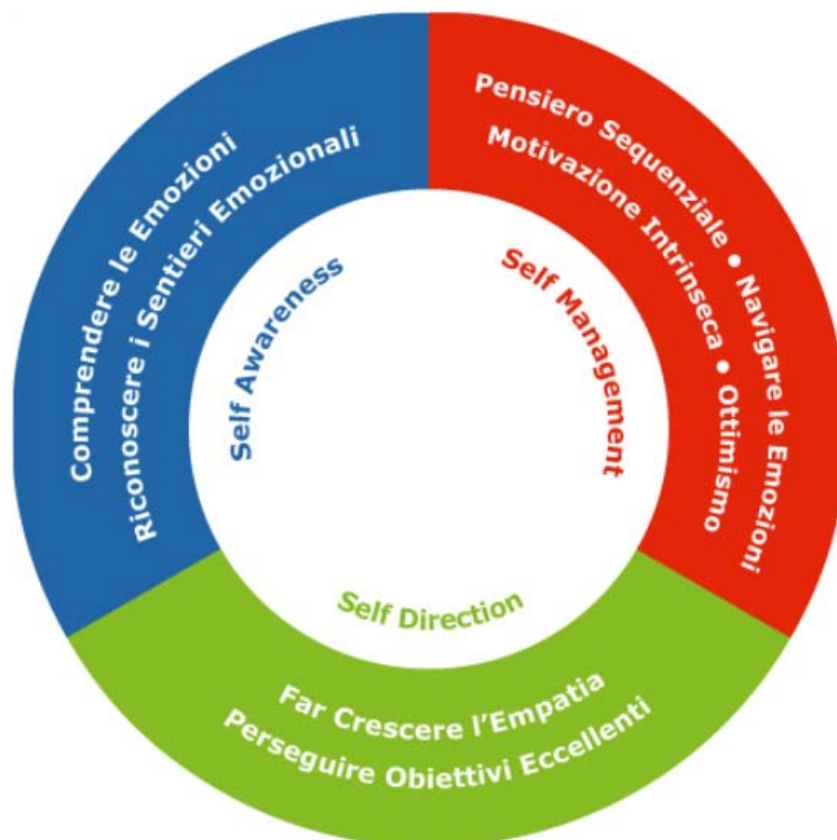 Comprendere le Emozioni
Riconoscere i Sentieri Emozionali
Self Awareness
Pensiero Sequenziale • Navigare le Emozioni
Motivazione Intrinseca • Ottimismo
Self Management
Self Direction
Far Crescere l’Empatia
Perseguire Obiettivi Eccellenti